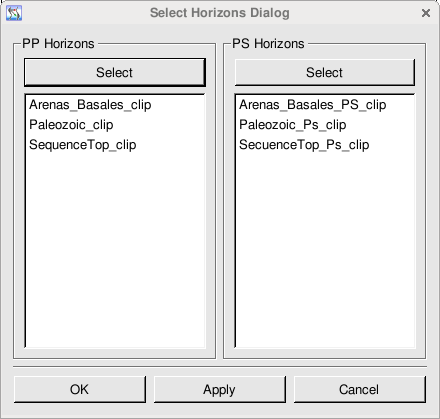 Select Horizons Dialog
PP Horizons
Select
Arenas_Basales_clip
Paleozoic_clip
SequenceTop_clip
PS Horizons
Select
Arenas_Basales_PS_clip
Paleozoic_Ps_clip
SecuenceTop_Ps_clip
OK
Apply
Cancel